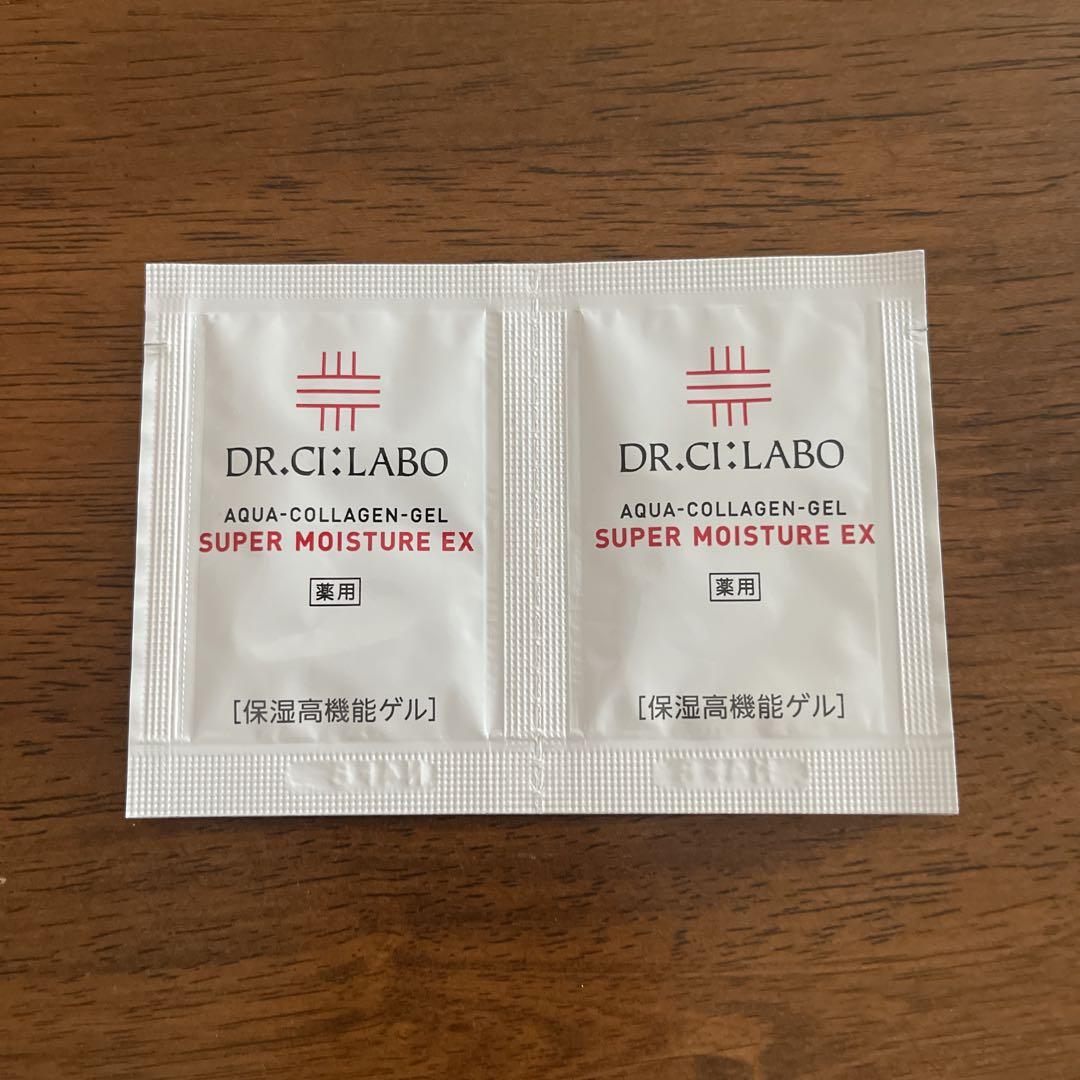 DR.CI:LABO
AQUA-COLLAGEN-GEL
SUPER MOISTURE EX
薬用
[保湿高機能ゲル]
DR.CI:LABO
AQUA-COLLAGEN-GEL
SUPER MOISTURE EX
薬用
[保湿高機能ゲル]